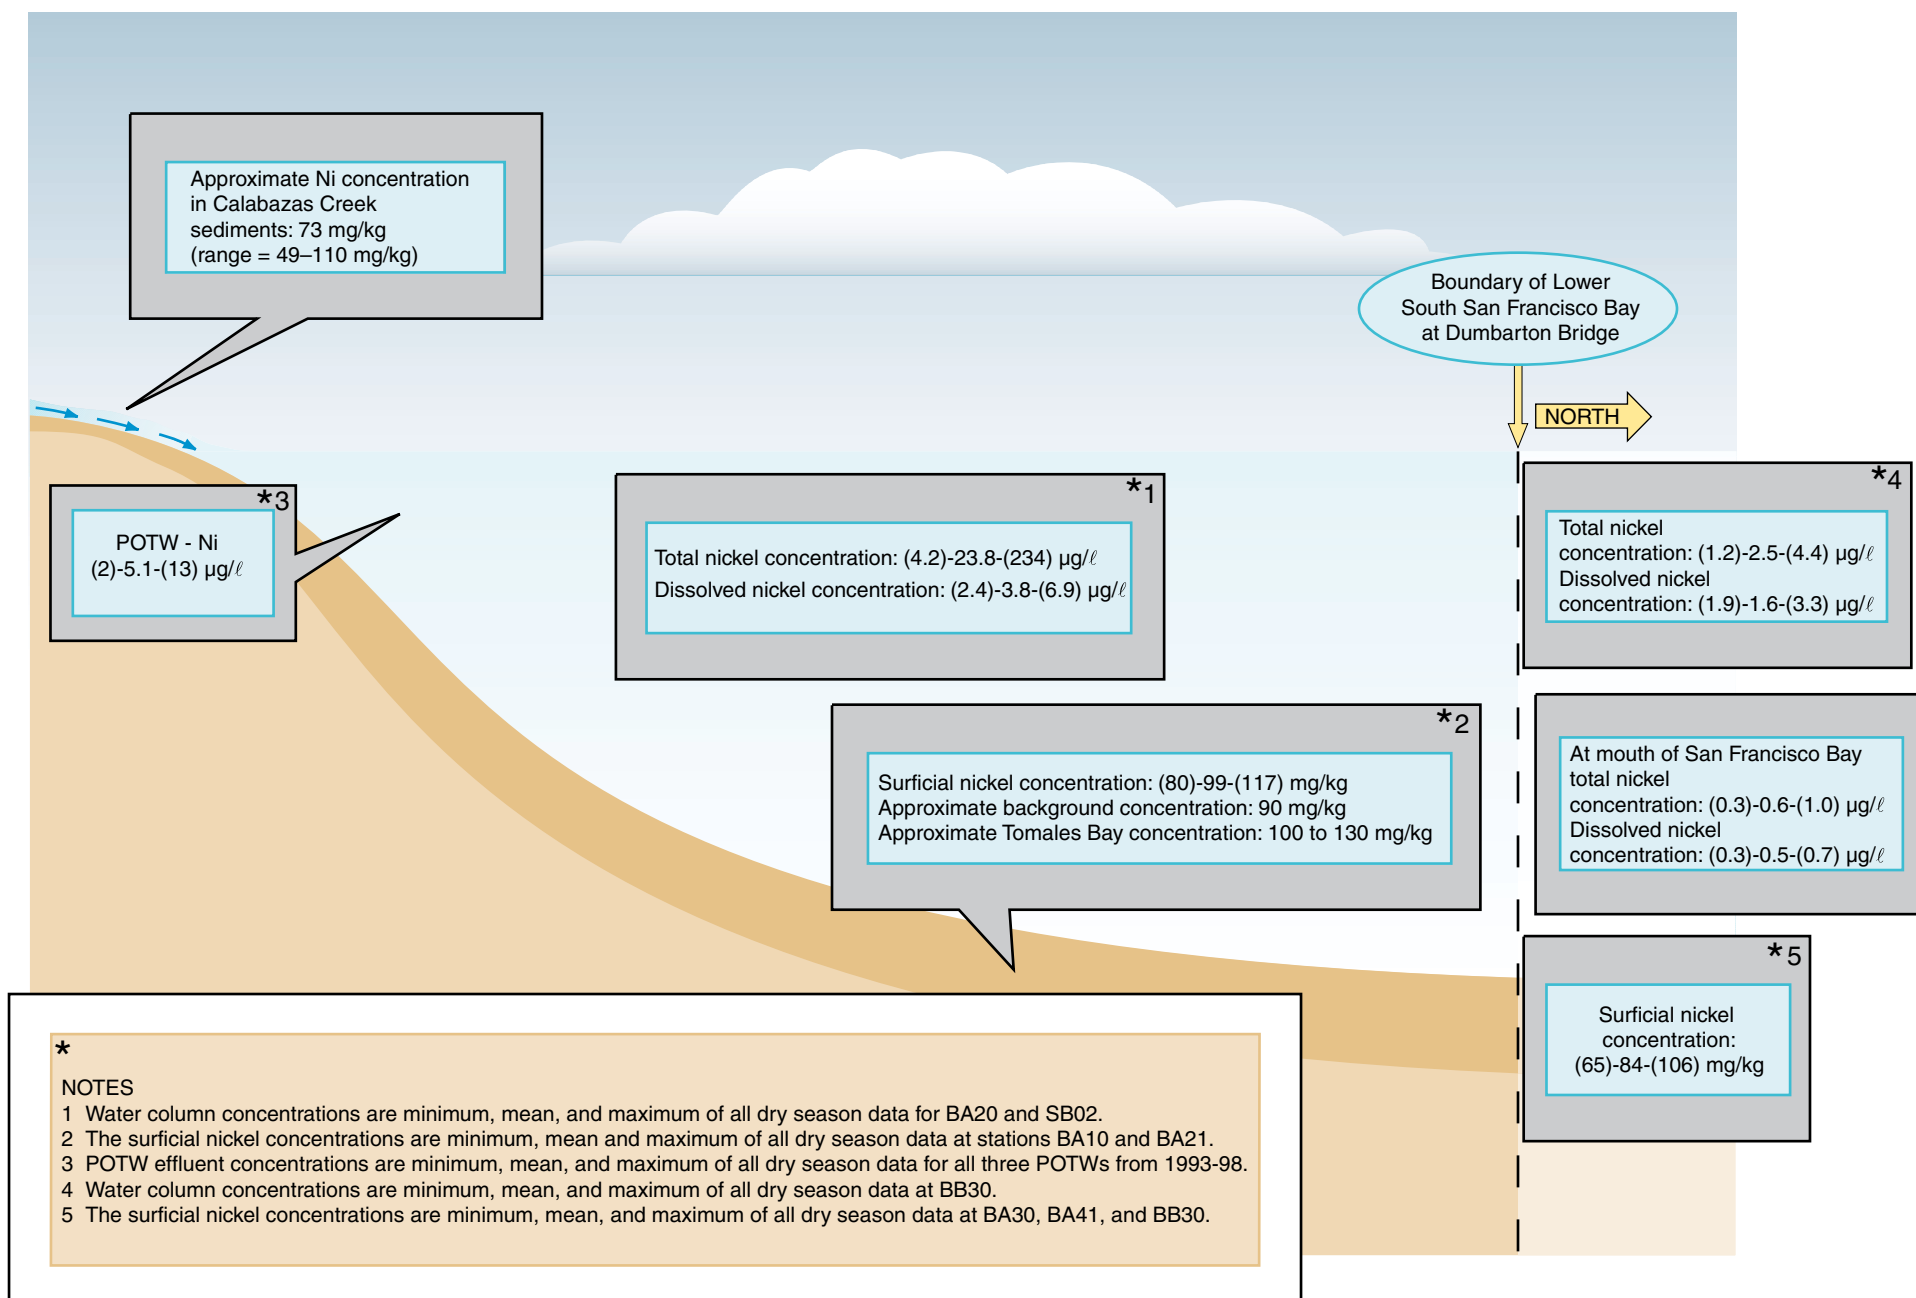 Approximate Ni concentration
in Calabazas Creek
sediments: 73 mg/kg
(range = 49–110 mg/kg)
Boundary of Lower
South San Francisco Bay
at Dumbarton Bridge
NORTH
*3
POTW - Ni
(2)-5.1-(13) µg/ℓ
*1
Total nickel concentration: (4.2)-23.8-(234) µg/ℓ
Dissolved nickel concentration: (2.4)-3.8-(6.9) µg/ℓ
*4
Total nickel
concentration: (1.2)-2.5-(4.4) µg/ℓ
Dissolved nickel
concentration: (1.9)-1.6-(3.3) µg/ℓ
*2
Surficial nickel concentration: (80)-99-(117) mg/kg
Approximate background concentration: 90 mg/kg
Approximate Tomales Bay concentration: 100 to 130 mg/kg
At mouth of San Francisco Bay
total nickel
concentration: (0.3)-0.6-(1.0) µg/ℓ
Dissolved nickel
concentration: (0.3)-0.5-(0.7) µg/ℓ
*5
Surficial nickel
concentration:
(65)-84-(106) mg/kg
*
NOTES
1 Water column concentrations are minimum, mean, and maximum of all dry season data for BA20 and SB02.
2 The surficial nickel concentrations are minimum, mean and maximum of all dry season data at stations BA10 and BA21.
3 POTW effluent concentrations are minimum, mean, and maximum of all dry season data for all three POTWs from 1993-98.
4 Water column concentrations are minimum, mean, and maximum of all dry season data at BB30.
5 The surficial nickel concentrations are minimum, mean, and maximum of all dry season data at BA30, BA41, and BB30.